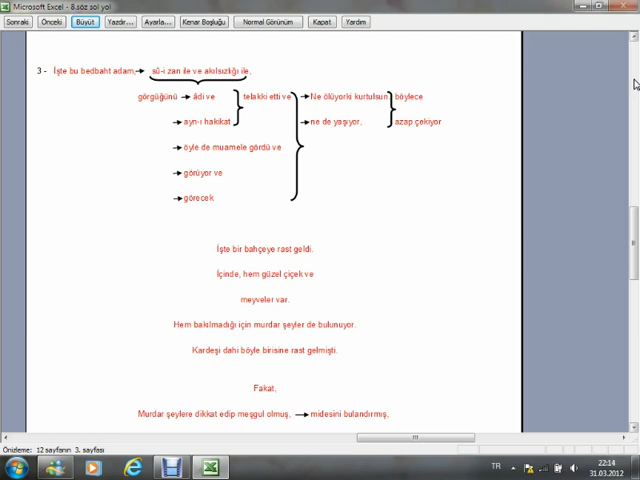 Microsoft Excel - 8.söz sol yol
Sonraki Önceki Büyüt Yazdır... Ayarla... Kenar Boşluğu Normal Görünüm Kapat Yardım
3 - İşte bu bedbaht adam, sû-i zan ile ve akılsızlığı ile,
görgüğünü âdi ve telakki etti ve Ne ölüyorki kurtulsun böylece
ayn-ı hakikat ne de yaşıyor, azap çekiyor
öyle de muamele gördü ve
görüyor ve
görecek
İşte bir bahçeye rast geldi.
İçinde, hem güzel çiçek ve
meyveler var.
Hem bakılmadığı için murdar şeyler de bulunuyor.
Kardeşi dahi böyle birisine rast gelmişti.
Fakat,
Murdar şeylere dikkat edip meşgul olmuş, midesini bulandırmış,
Önizleme: 12 sayfanın 3. sayfası
TR 22:14
31.03.2012